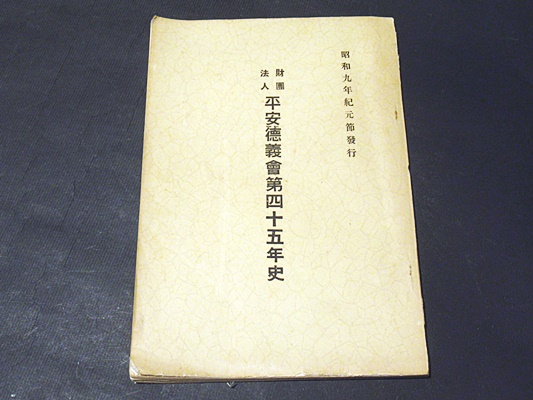 昭和九年紀元節發行
財團法人
平安德義會第四十五年史